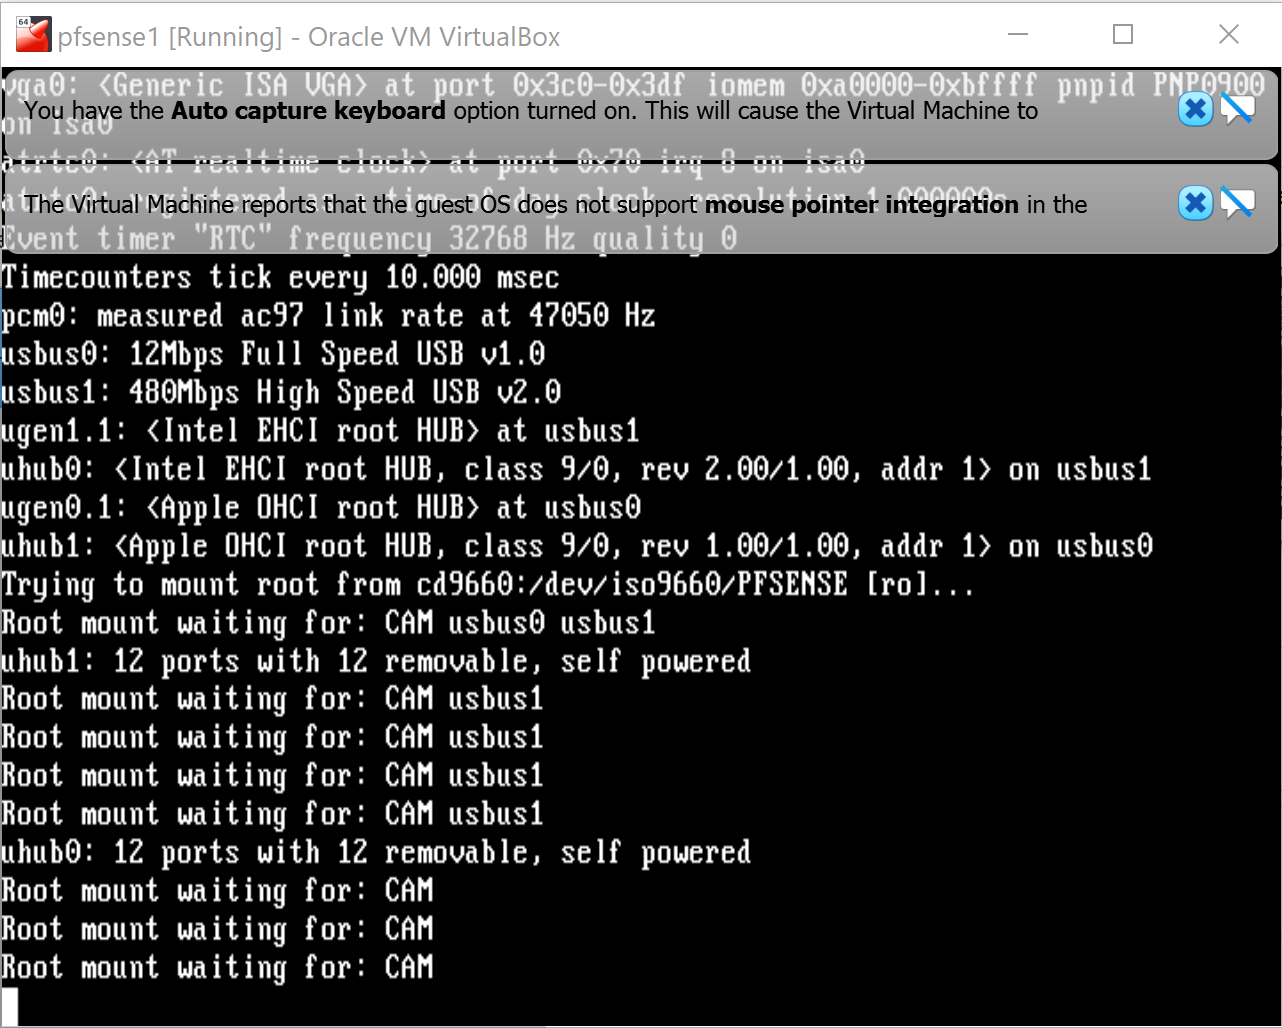 64
pfsense1 [Running] - Oracle VM VirtualBox
vga0: <Generic ISA VGA> at port 0x3c0-0x3df iomem 0xa0000-0xbffff pnpid PNP0900
You have the Auto capture keyboard option turned on. This will cause the Virtual Machine to
on isa0
atrtc0: <AT realtime clock> at port 0x70 irq 8 on isa0
atrtc0: registered as a time-of-day clock, resolution 1.000000s
The Virtual Machine reports that the guest OS does not support mouse pointer integration in the
Event timer "RTC" frequency 32768 Hz quality 0
Timecounters tick every 10.000 msec
pcm0: measured ac97 link rate at 47050 Hz
usbus0: 12Mbps Full Speed USB v1.0
usbus1: 480Mbps High Speed USB v2.0
ugen1.1: <Intel EHCI root HUB> at usbus1
uhub0: <Intel EHCI root HUB, class 9/0, rev 2.00/1.00, addr 1> on usbus1
ugen0.1: <Apple OHCI root HUB> at usbus0
uhub1: <Apple OHCI root HUB, class 9/0, rev 1.00/1.00, addr 1> on usbus0
Trying to mount root from cd9660:/dev/iso9660/PFSENSE [ro]...
Root mount waiting for: CAM usbus0 usbus1
uhub1: 12 ports with 12 removable, self powered
Root mount waiting for: CAM usbus1
Root mount waiting for: CAM usbus1
Root mount waiting for: CAM usbus1
Root mount waiting for: CAM usbus1
uhub0: 12 ports with 12 removable, self powered
Root mount waiting for: CAM
Root mount waiting for: CAM
Root mount waiting for: CAM